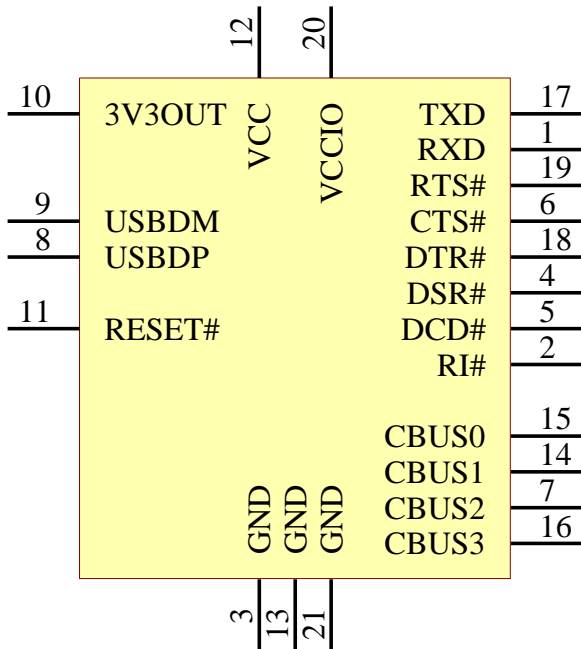 12 20
10 3V3OUT VCC VCCIO TXD 17
RXD 1
RTS# 19
9 USBDM CTS# 6
8 USBDP DTR# 18
DSR# 4
11 RESET# DCD# 5
RI# 2
CBUS0 15
CBUS1 14
GND GND GND CBUS2 7
CBUS3 16
3 13 21